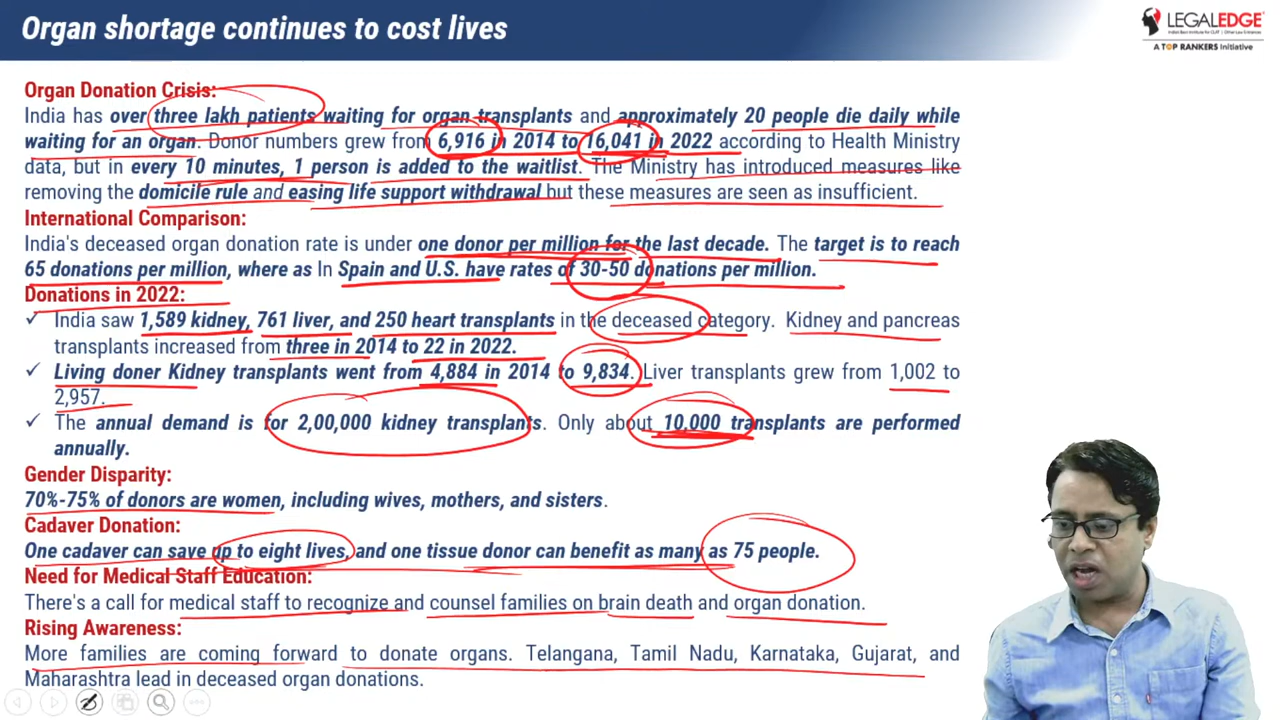 Organ shortage continues to cost lives
LEGALEDGE
A TOP RANKERS Initiative
Organ Donation Crisis:
India has over three lakh patients waiting for organ transplants and approximately 20 people die daily while
waiting for an organ. Donor numbers grew from 6,916 in 2014 to 16,041 in 2022 according to Health Ministry
data, but in every 10 minutes, 1 person is added to the waitlist. The Ministry has introduced measures like
removing the domicile rule and easing life support withdrawal but these measures are seen as insufficient.
International Comparison:
India's deceased organ donation rate is under one donor per million for the last decade. The target is to reach
65 donations per million, where as In Spain and U.S. have rates of 30-50 donations per million.
Donations in 2022:
✓ India saw 1,589 kidney, 761 liver, and 250 heart transplants in the deceased category. Kidney and pancreas
transplants increased from three in 2014 to 22 in 2022.
✓ Living doner Kidney transplants went from 4,884 in 2014 to 9,834. Liver transplants grew from 1,002 to
2,957.
✓ The annual demand is for 2,00,000 kidney transplants. Only about 10,000 transplants are performed
annually.
Gender Disparity:
70%-75% of donors are women, including wives, mothers, and sisters.
Cadaver Donation:
One cadaver can save up to eight lives, and one tissue donor can benefit as many as 75 people.
Need for Medical Staff Education:
There's a call for medical staff to recognize and counsel families on brain death and organ donation.
Rising Awareness:
More families are coming forward to donate organs. Telangana, Tamil Nadu, Karnataka, Gujarat, and
Maharashtra lead in deceased organ donations.